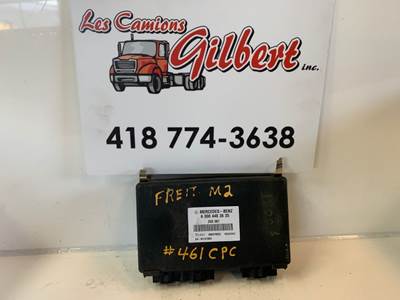 Les Camions
Gilbert inc.
418 774-3638
FREIT M2
MERCEDES-BENZ
#461 CPC